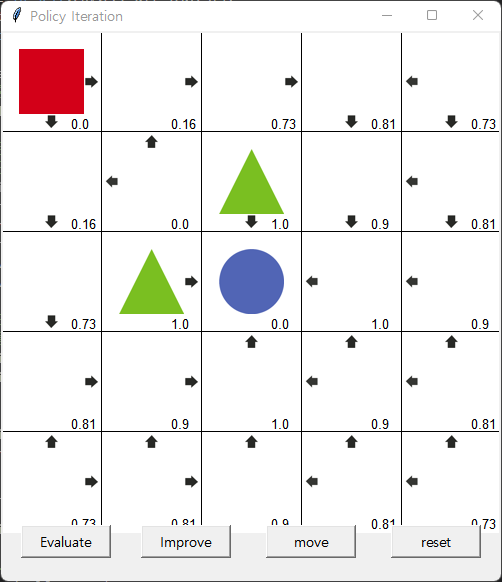 Policy Iteration
0.0 0.16 0.73 0.81 0.73
0.16 0.0 1.0 0.9 0.81
0.73 1.0 0.0 1.0 0.9
0.81 0.9 1.0 0.9 0.81
0.73 0.81 0.9 0.81 0.73
Evaluate Improve move reset